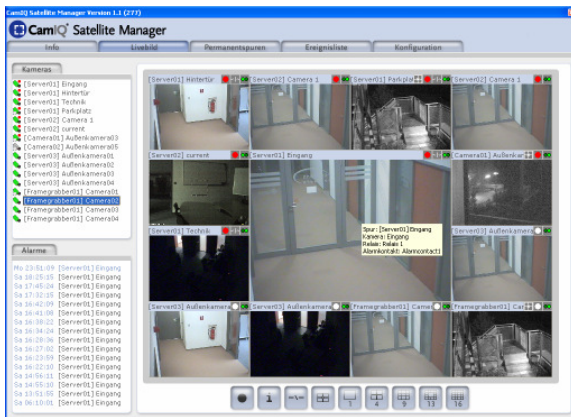 CamIQ Satellite Manager Version 1.1 (277)
CamIQ Satellite Manager
Info
Livebild
Permanentspuren
Ereignisliste
Konfiguration
Kameras
[Server01] Eingang
[Server01] Hintertür
[Server01] Technik
[Server01] Parkplatz
[Server02] Camera 1
[Server02] surrent
[Camera01] Außenkamera03
[Camera02] Außenkamera05
[Server03] Außenkamera01
[Server03] Außenkamera02
[Server03] Außenkamera03
[Server03] Außenkamera04
[Framegrabber01] Camera01
[Framegrabber01] Camera02
[Framegrabber01] Camera03
[Framegrabber01] Camera04
Alarme
Mo 23:51:09 [Server01] Eingang
Sa 18:25:15 [Server01] Eingang
Sa 17:45:24 [Server01] Eingang
Sa 17:32:15 [Server01] Eingang
Sa 16:42:09 [Server01] Eingang
Sa 16:41:08 [Server01] Eingang
Sa 16:38:22 [Server01] Eingang
Sa 16:34:24 [Server01] Eingang
Sa 16:28:36 [Server01] Eingang
Sa 16:27:02 [Server01] Eingang
Sa 16:23:59 [Server01] Eingang
Sa 16:22:10 [Server01] Eingang
Sa 14:56:11 [Server01] Eingang
Sa 14:55:10 [Server01] Eingang
Sa 13:51:55 [Server01] Eingang
Sa 06:10:01 [Server01] Eingang
[Server01] Hintertür
[Server02] Camera 1
[Server01] Parkplat
[Server02] Camera 1
[Server02] surrent
[Server01] Eingang
[Camera01] Außenkar
[Server01] Technik
[Server03] Außenkamera
Spur: [Server01] Eingang
Kamera: Eingang
Relais: Relais 1
Alarmkontakt: Alarmcontact1
[Server03] Außenkamera
[Server03] Außenkamera
[Framegrabber01] Camer
[Framegrabber01] Car
1
4
9
13
16